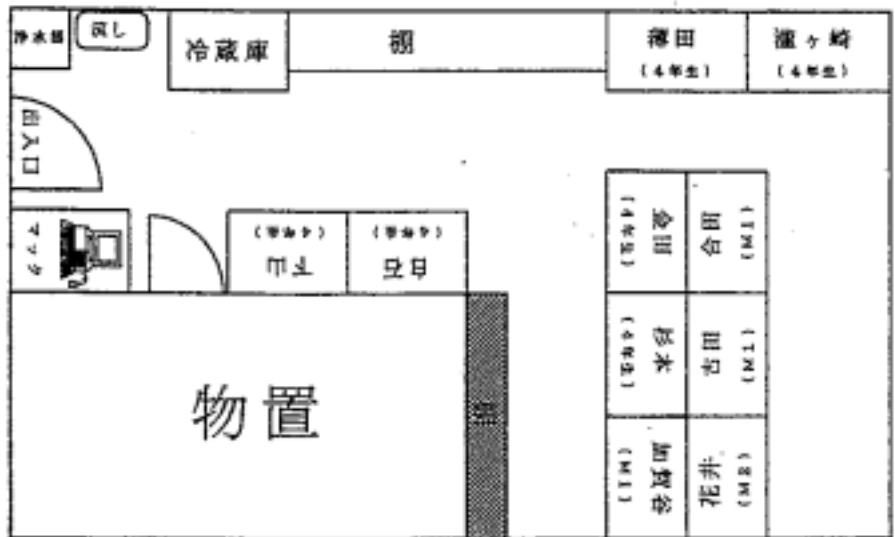 浄水器
流し
冷蔵庫
棚
薄田
(4年生)
瀧ヶ崎
(4年生)
出入口
マック
下山
(4年生)
白石
(4年生)
金田
(4年生)
合田
(M1)
杉本
(4年生)
古田
(M1)
加賀谷
(M1)
花井
(M2)
物置
棚